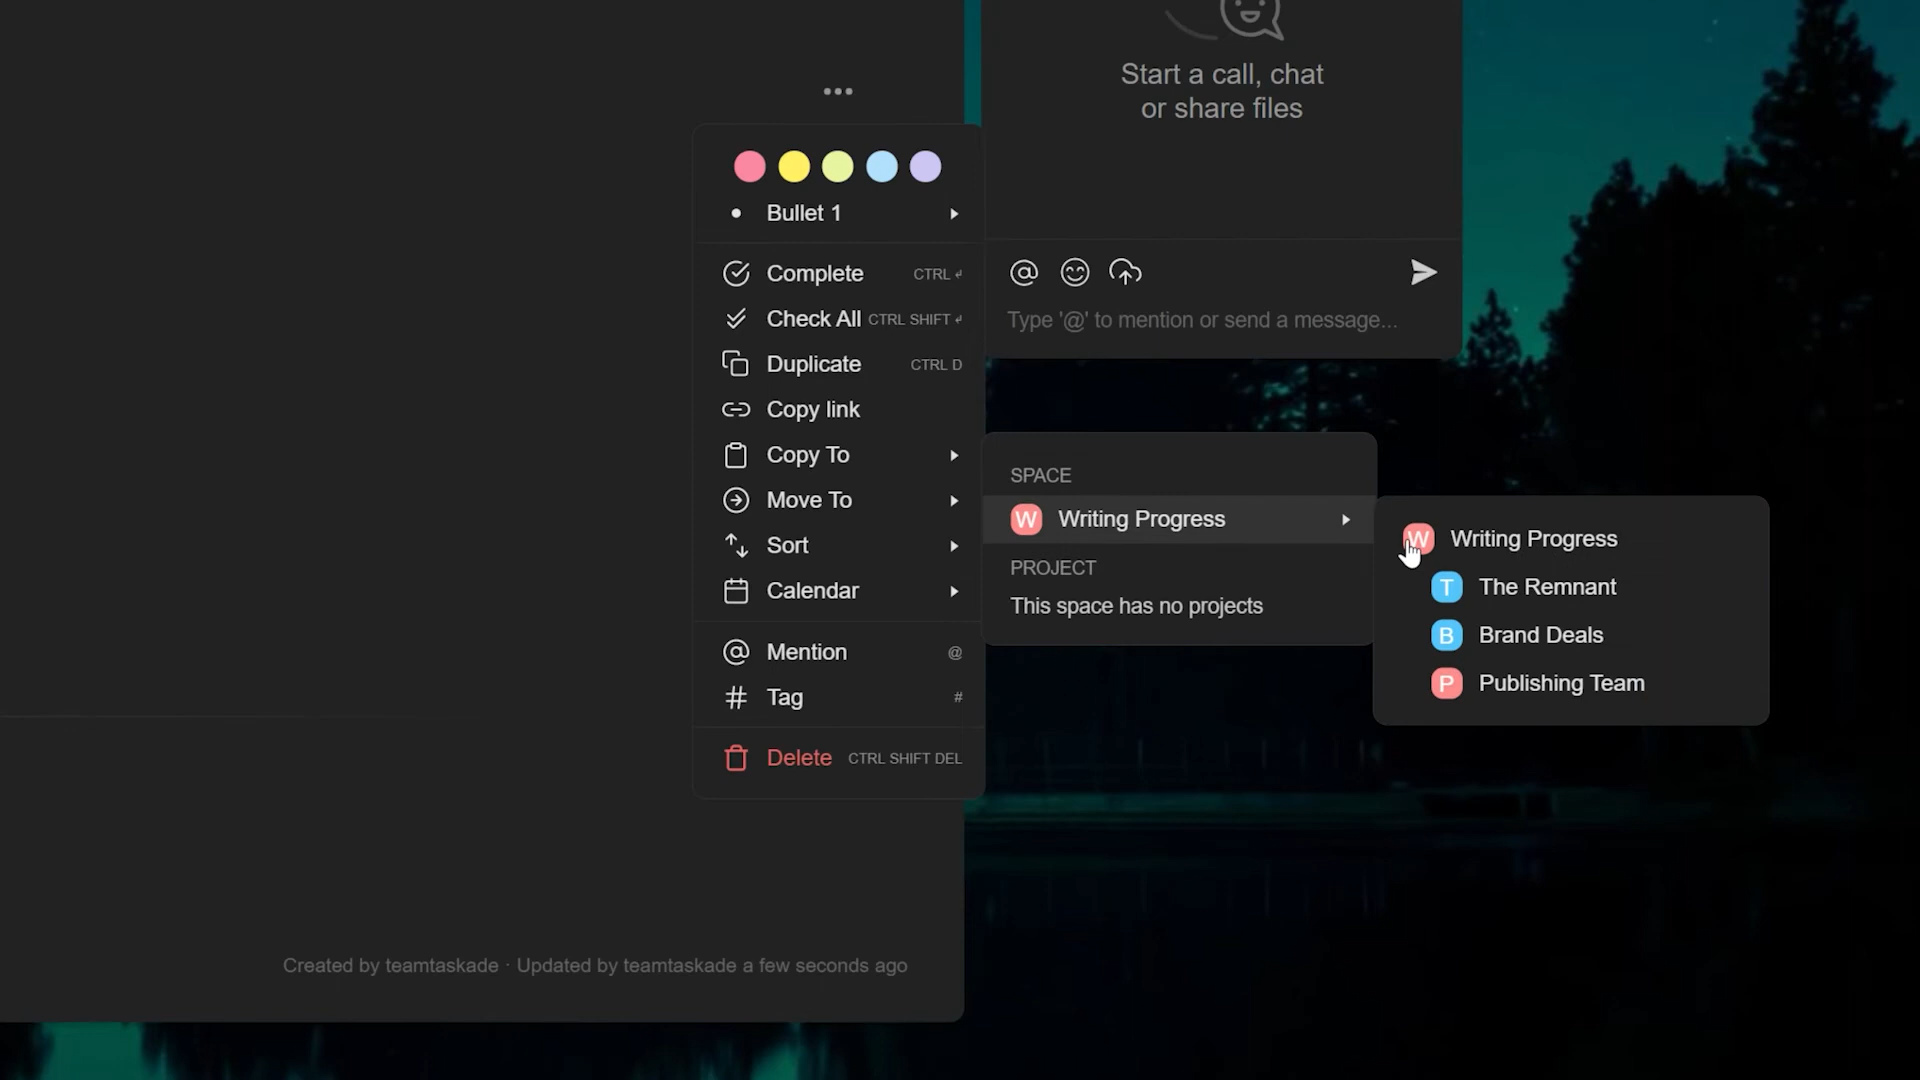 Start a call, chat
or share files
Bullet 1
Complete CTRL ↲
Check All CTRL SHIFT ↲
Duplicate CTRL D
Copy link
Copy To
Move To
Sort
Calendar
Mention @
Tag #
Delete CTRL SHIFT DEL
Type '@' to mention or send a message...
SPACE
W Writing Progress
PROJECT
This space has no projects
W Writing Progress
T The Remnant
B Brand Deals
P Publishing Team
Created by teamtaskade · Updated by teamtaskade a few seconds ago